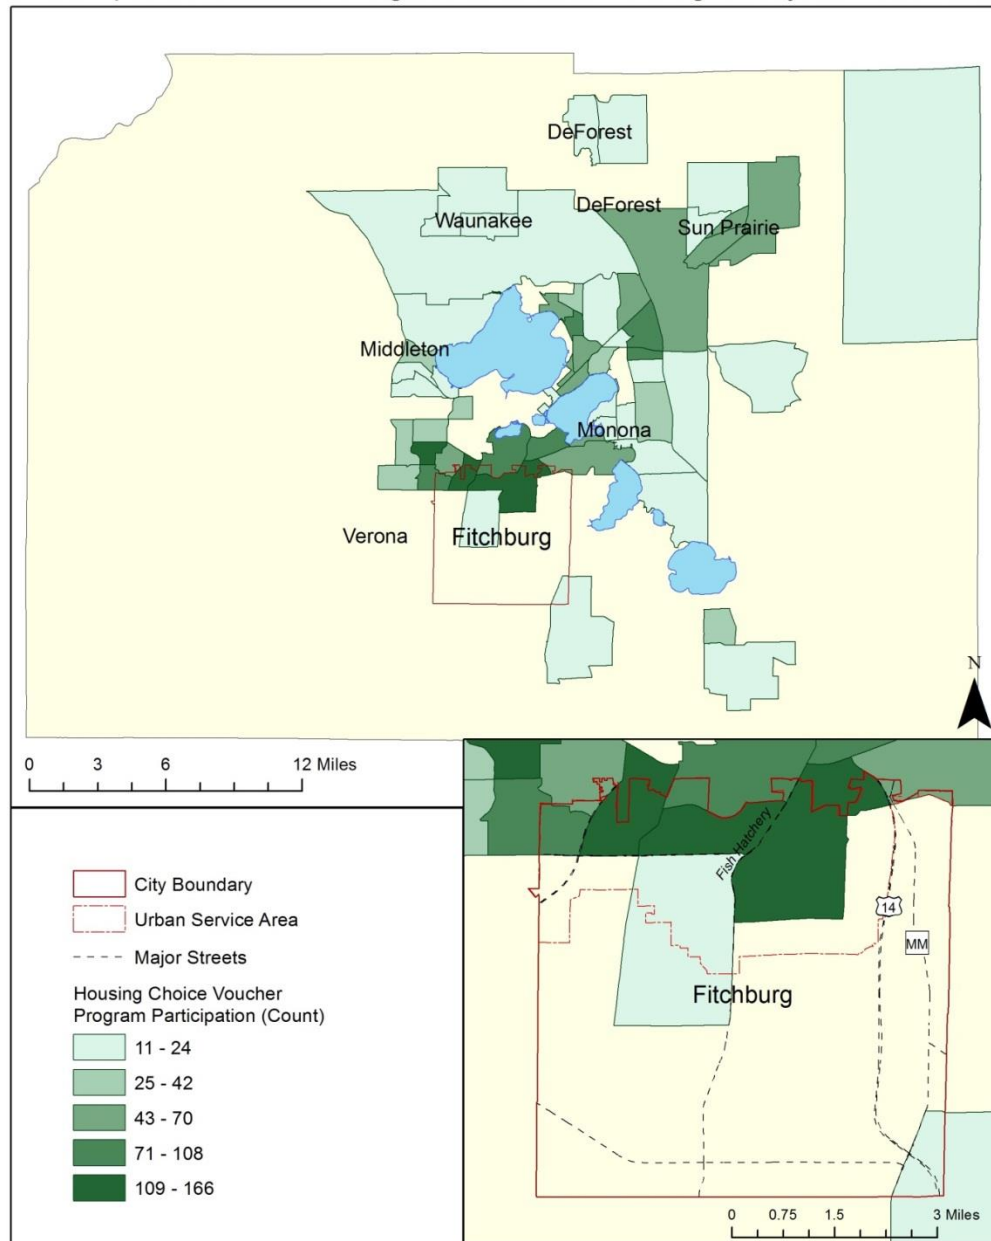 DeForest
DeForest
Waunakee
Sun Prairie
Middleton
Monona
Verona
Fitchburg
N
0 3 6 12 Miles
City Boundary
Urban Service Area
Major Streets
Housing Choice Voucher
Program Participation (Count)
11 - 24
25 - 42
43 - 70
71 - 108
109 - 166
Fish Hatchery
14
MM
Fitchburg
0 0.75 1.5 3 Miles